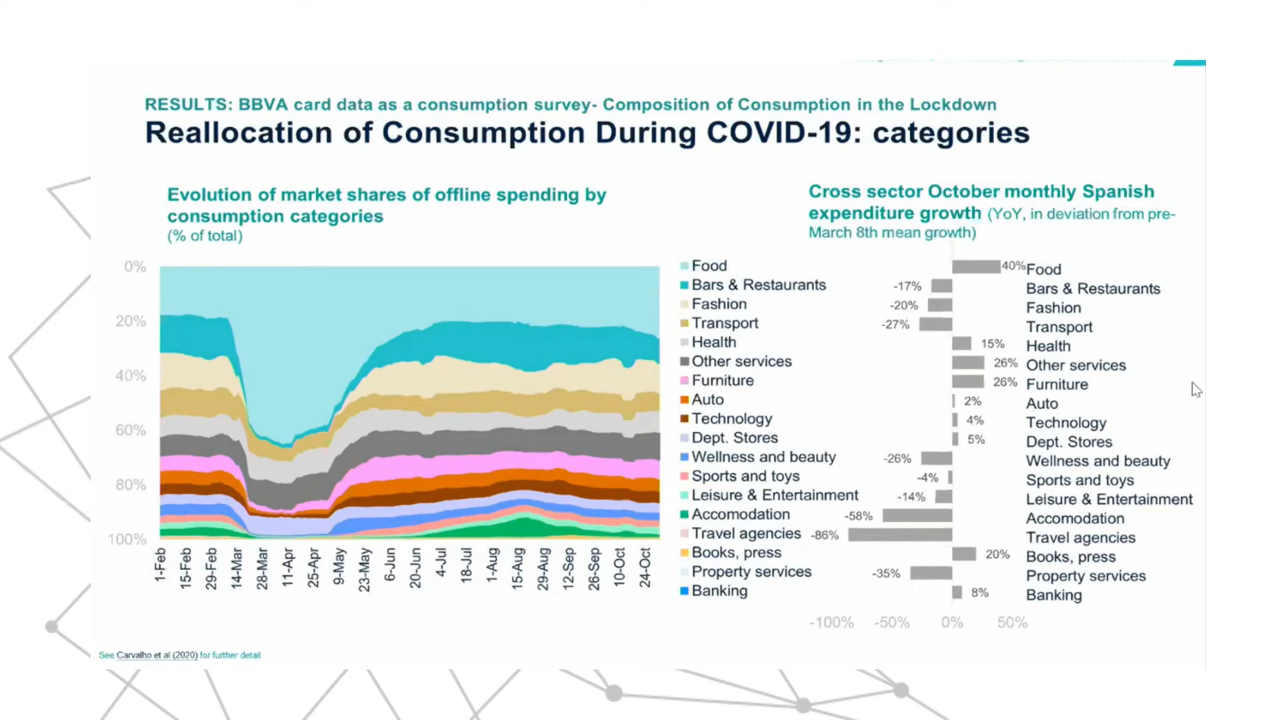 RESULTS: BBVA card data as a consumption survey- Composition of Consumption in the Lockdown
Reallocation of Consumption During COVID-19: categories
Evolution of market shares of offline spending by
consumption categories
(% of total)
0%
20%
40%
60%
80%
100%
1-Feb
15-Feb
29-Feb
14-Mar
28-Mar
11-Apr
25-Apr
9-May
23-May
6-Jun
20-Jun
4-Jul
18-Jul
1-Aug
15-Aug
29-Aug
12-Sep
26-Sep
10-Oct
24-Oct
Food
Bars & Restaurants
Fashion
Transport
Health
Other services
Furniture
Auto
Technology
Dept. Stores
Wellness and beauty
Sports and toys
Leisure & Entertainment
Accomodation
Travel agencies
Books, press
Property services
Banking
Cross sector October monthly Spanish
expenditure growth (YoY, in deviation from pre-
March 8th mean growth)
40% Food
-17% Bars & Restaurants
-20% Fashion
-27% Transport
15% Health
26% Other services
26% Furniture
2% Auto
4% Technology
5% Dept. Stores
-26% Wellness and beauty
-4% Sports and toys
-14% Leisure & Entertainment
-58% Accomodation
-86% Travel agencies
20% Books, press
-35% Property services
8% Banking
-100% -50% 0% 50%
See Carvalho et al (2020) for further detail